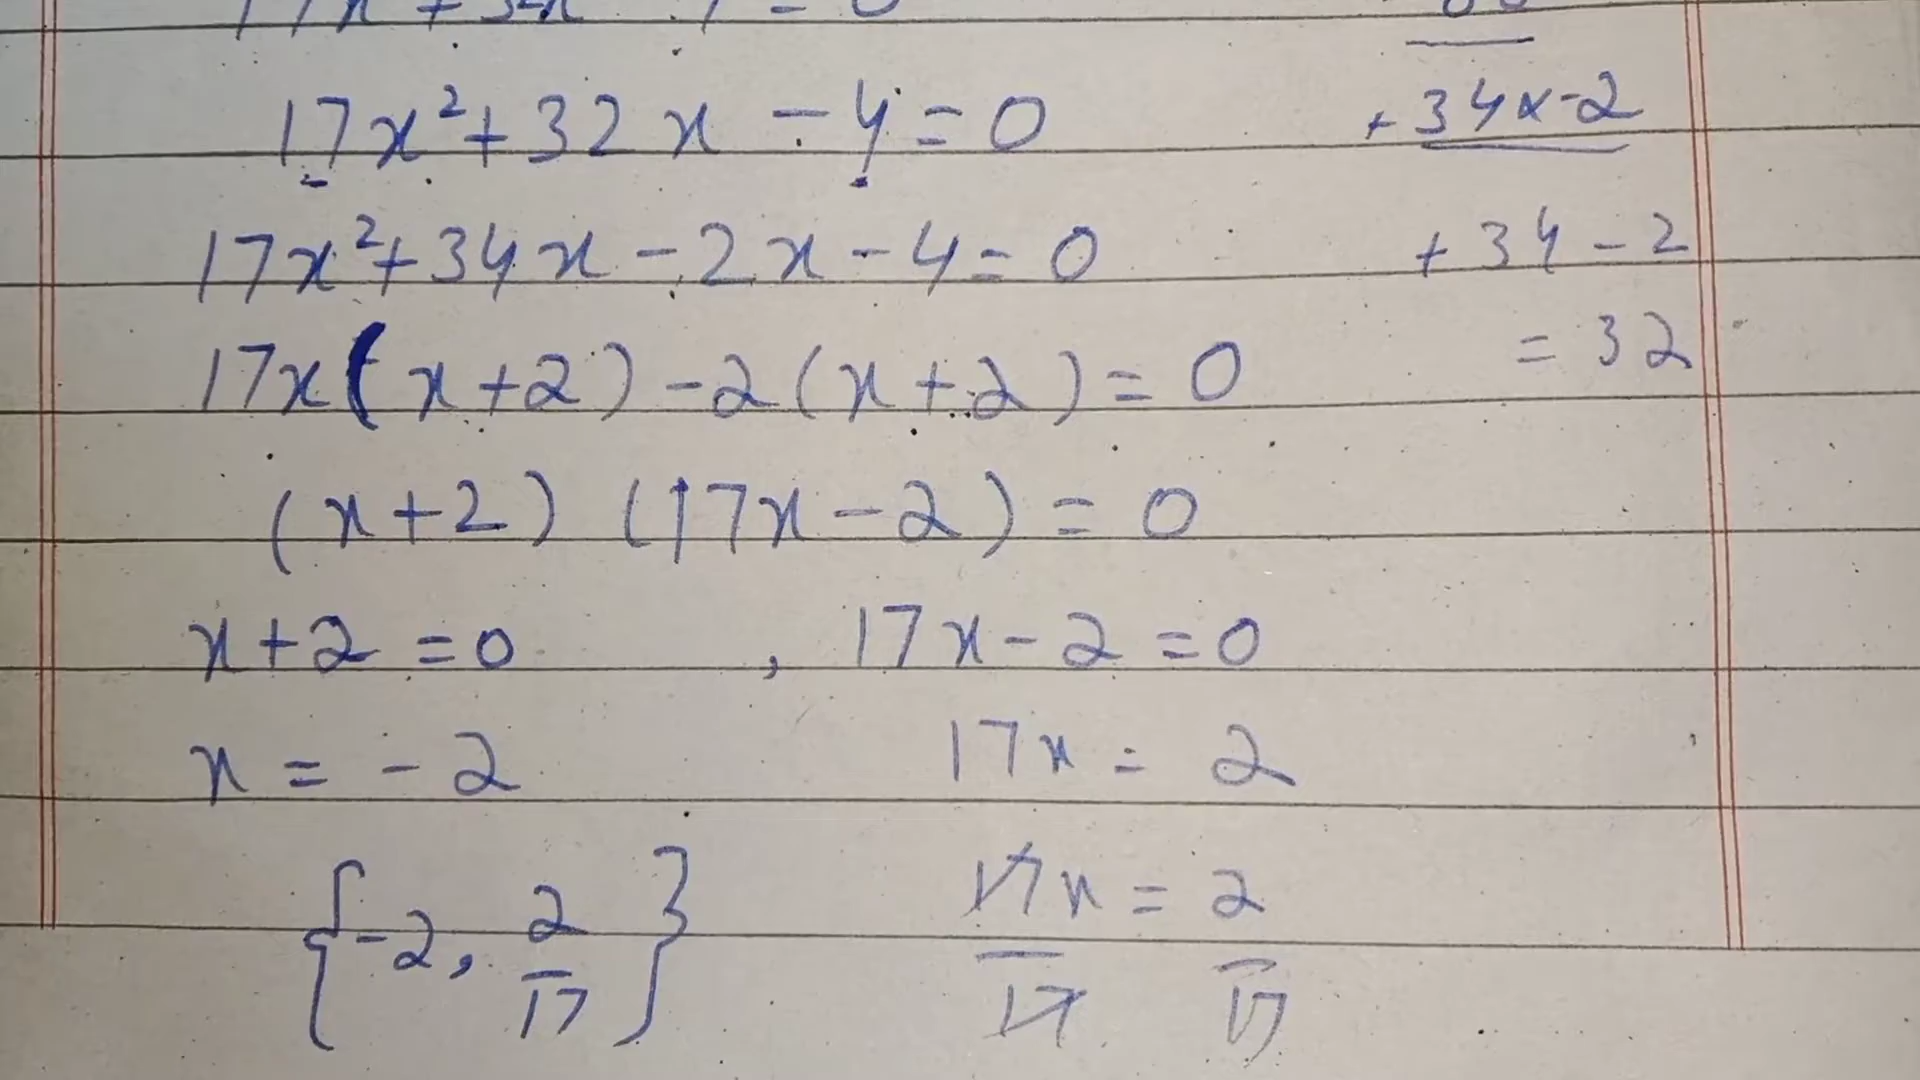 17x² + 32x - 4 = 0
+ 34x-2
17x² + 34x - 2x - 4 = 0
+ 34 - 2
= 32
17x(x+2) - 2(x+2) = 0
(x+2) (17x - 2) = 0
x+2 = 0 , 17x - 2 = 0
x = -2
17x = 2
{-2, 2/17}
17x/17 = 2/17